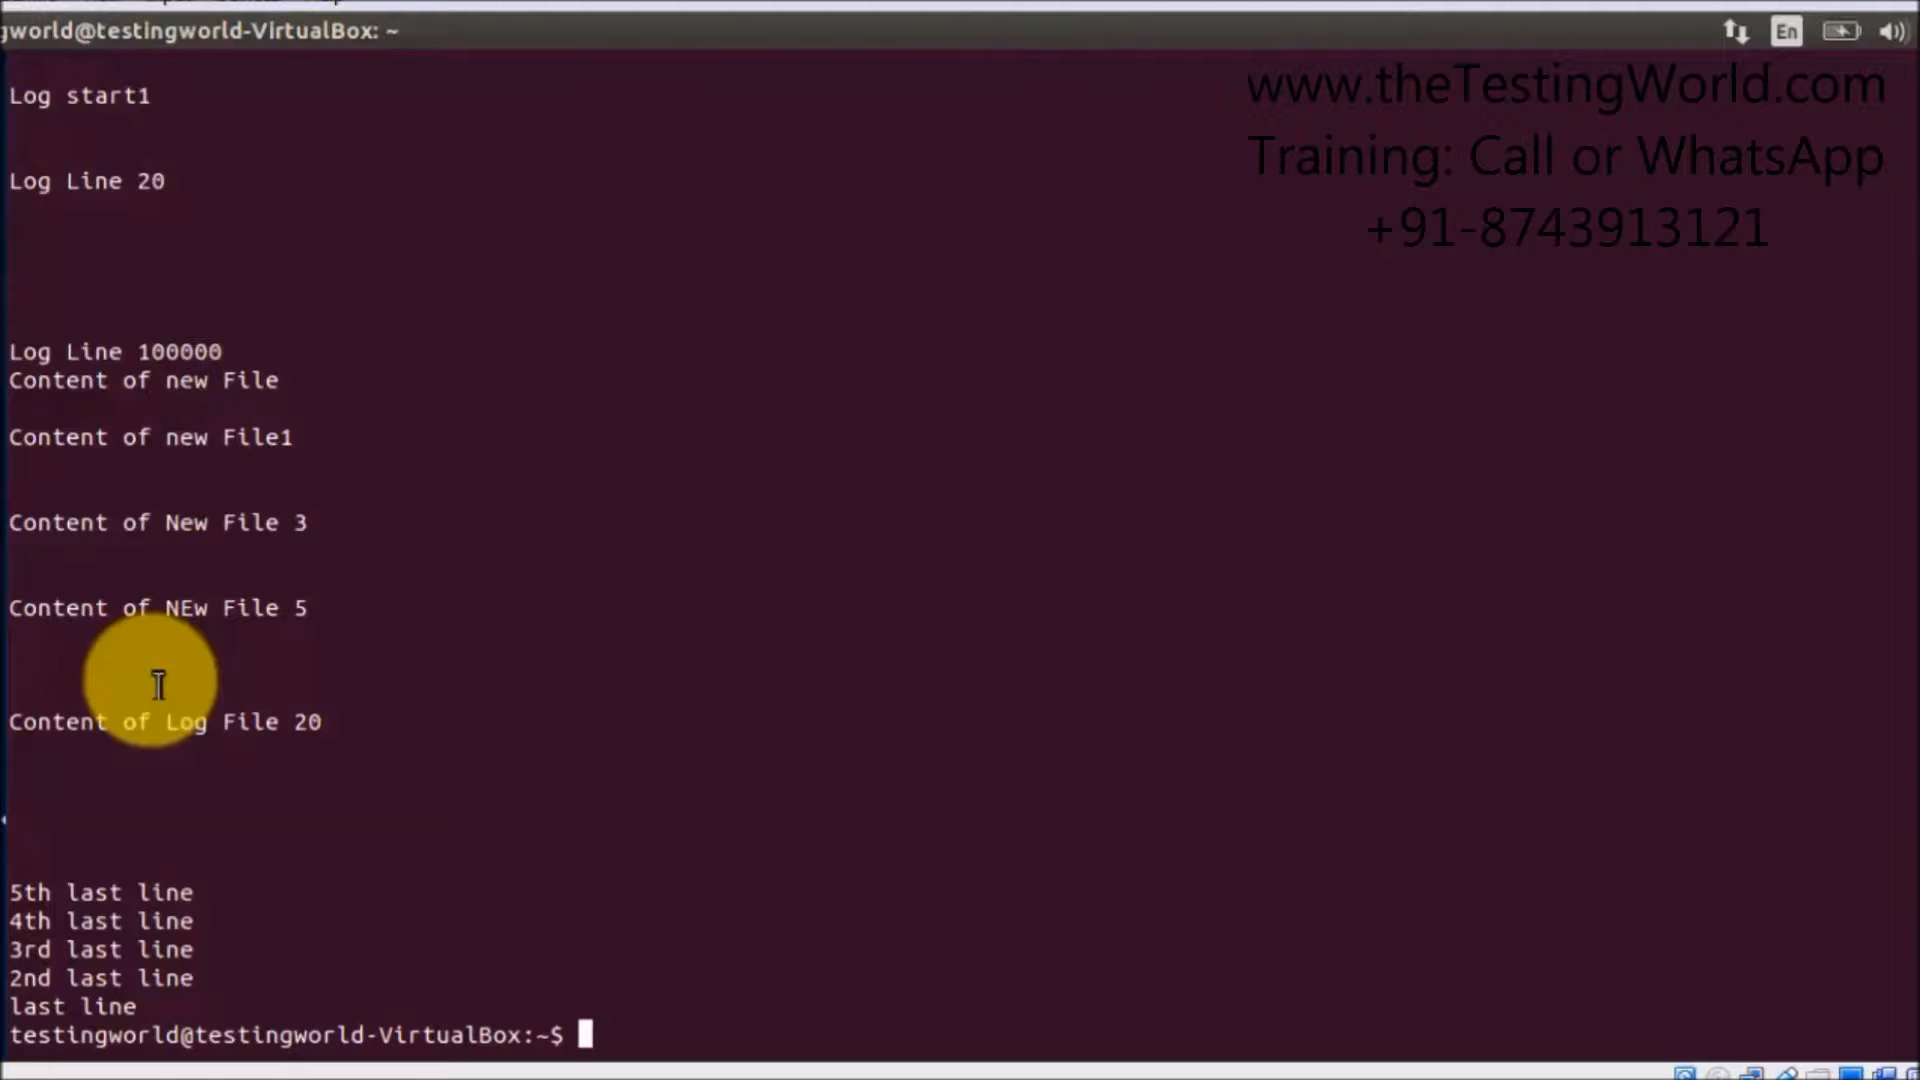 gworld@testingworld-VirtualBox: ~
En
www.theTestingWorld.com
Training: Call or WhatsApp
+91-8743913121
Log start1
Log Line 20
Log Line 100000
Content of new File
Content of new File1
Content of New File 3
Content of NEw File 5
Content of Log File 20
5th last line
4th last line
3rd last line
2nd last line
last line
testingworld@testingworld-VirtualBox:~$